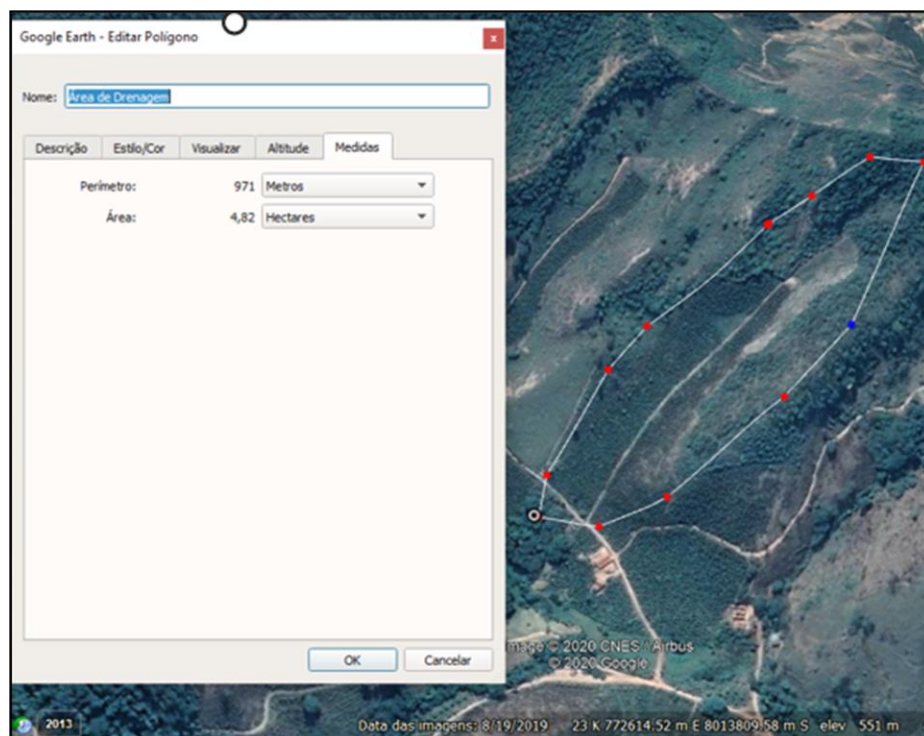 Google Earth - Editar Polígono
x
Nome: Área de Drenagem
Descrição Estilo/Cor Visualizar Altitude Medidas
Perímetro: 971 Metros
Área: 4,82 Hectares
OK Cancelar
Image © 2020 CNES / Airbus
© 2020 Google
2013 Data das imagens: 8/19/2019 23 K 772614.52 m E 8013809.58 m S elev 551 m